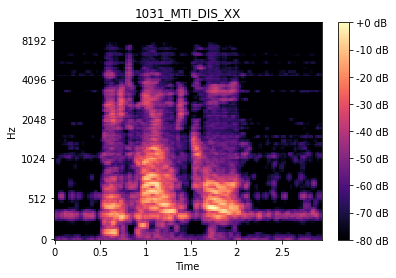 1031_MTI_DIS_XX
+0 dB
8192
-10 dB
4096
-20 dB
-30 dB
2048
Hz
-40 dB
1024
-50 dB
512
-60 dB
-70 dB
0
-80 dB
0
0.5
1
1.5
2
2.5
Time